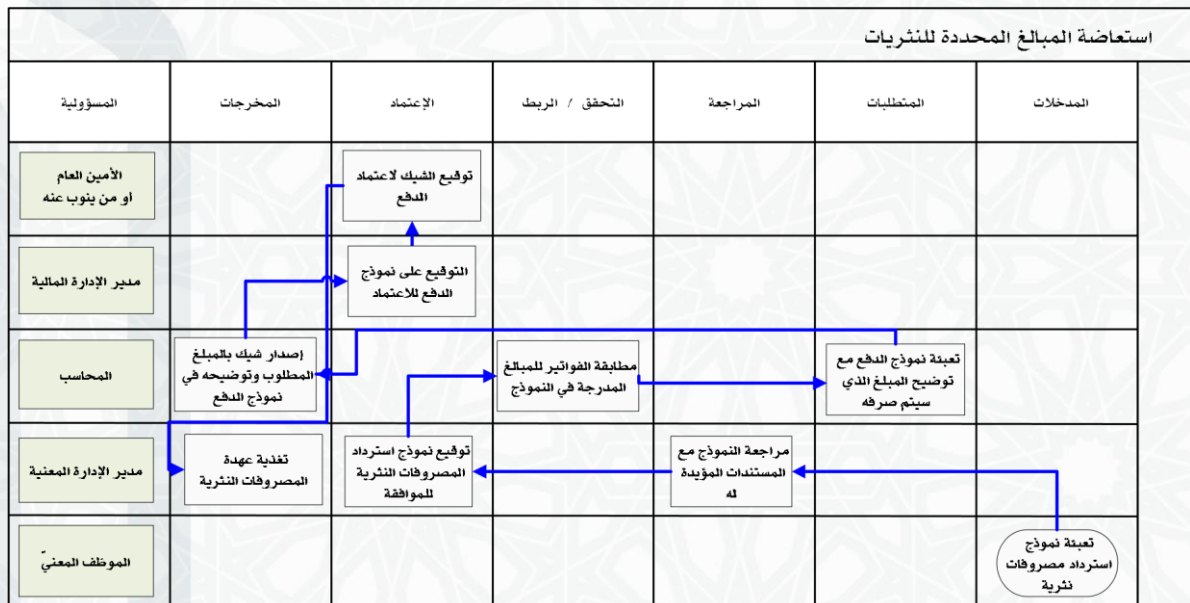 استعاضة المبالغ المحددة للنثريات
المدخلات
المتطلبات
المراجعة
التحقق / الربط
الإعتماد
المخرجات
المسؤولية
توقيع الشيك لاعتماد
الدفع
الأمين العام
أو من ينوب عنه
التوقيع على نموذج
الدفع للاعتماد
مدير الإدارة المالية
تعبئة نموذج الدفع مع
توضيح المبلغ الذي
سيتم صرفه
مطابقة الفواتير للمبالغ
المدرجة في النموذج
إصدار شيك بالمبلغ
المطلوب وتوضيحه في
نموذج الدفع
المحاسب
مراجعة النموذج مع
المستندات المؤيدة
له
توقيع نموذج استرداد
المصروفات النثرية
للموافقة
تغذية عهدة
المصروفات النثرية
مدير الإدارة المعنية
تعبئة نموذج
استرداد مصروفات
نثرية
الموظف المعنيّ